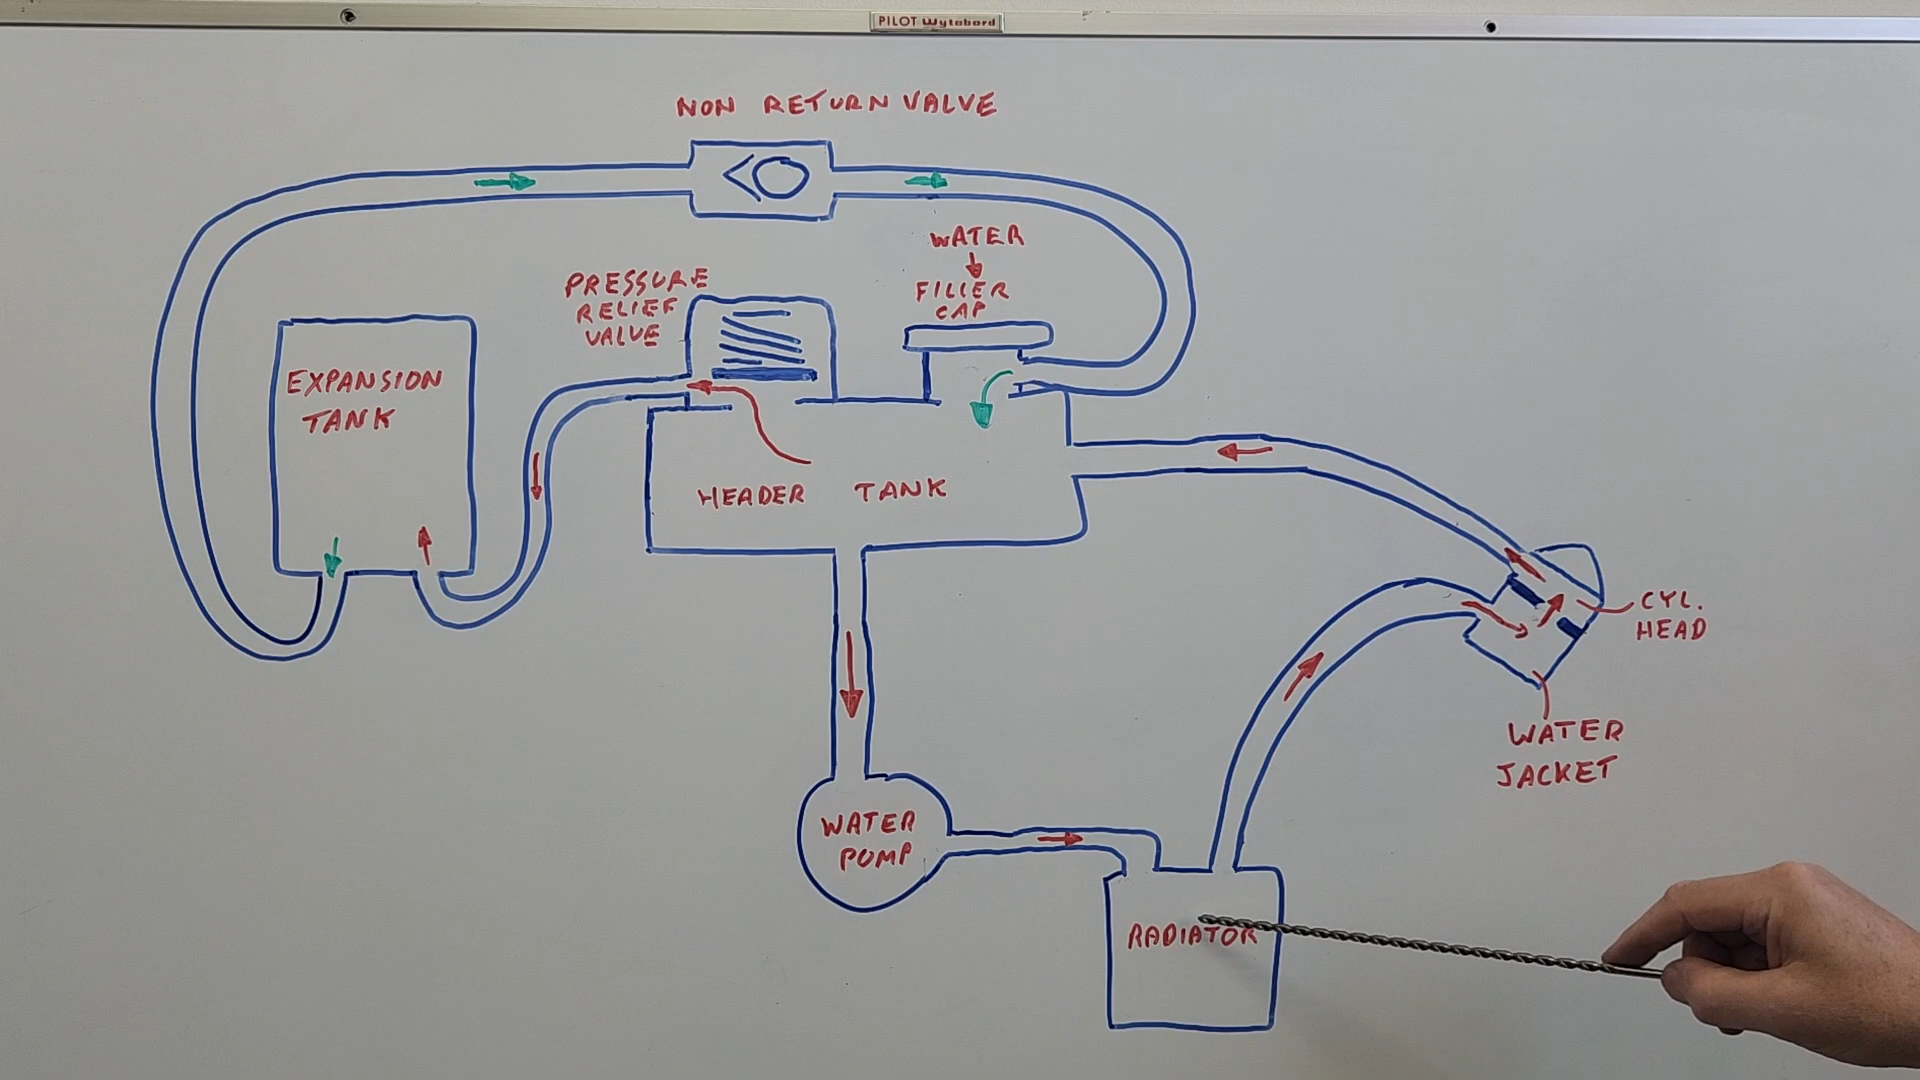 PILOT Wytebord
NON RETURN VALVE
WATER
FILLER
CAP
PRESSURE
RELIEF
VALVE
EXPANSION
TANK
HEADER TANK
CYL.
HEAD
WATER
JACKET
WATER
PUMP
RADIATOR